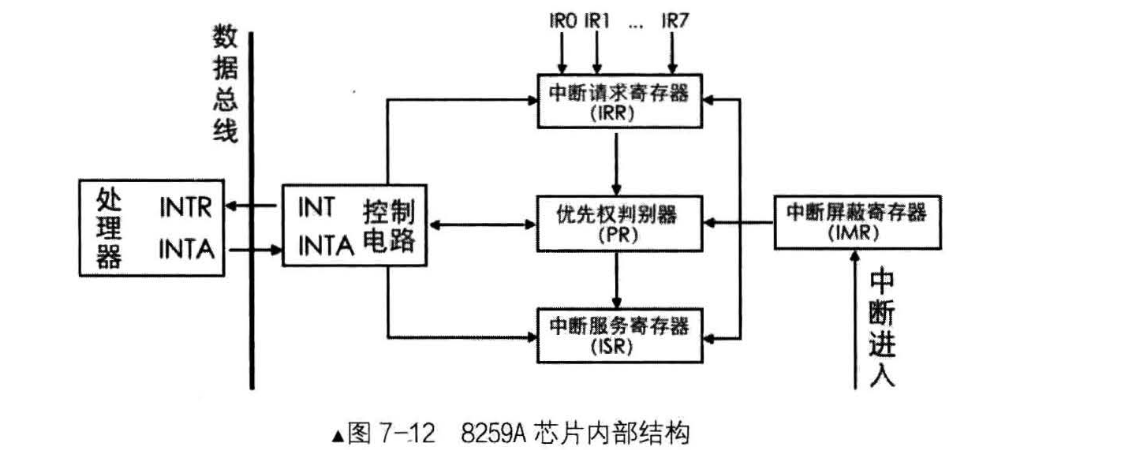 IR0 IR1 ... IR7
数据总线
中断请求寄存器
(IRR)
处理器
INTR
INTA
INT
INTA
控制
电路
优先权判别器
(PR)
中断屏蔽寄存器
(IMR)
中断进入
中断服务寄存器
(ISR)
▲图 7-12 8259A 芯片内部结构